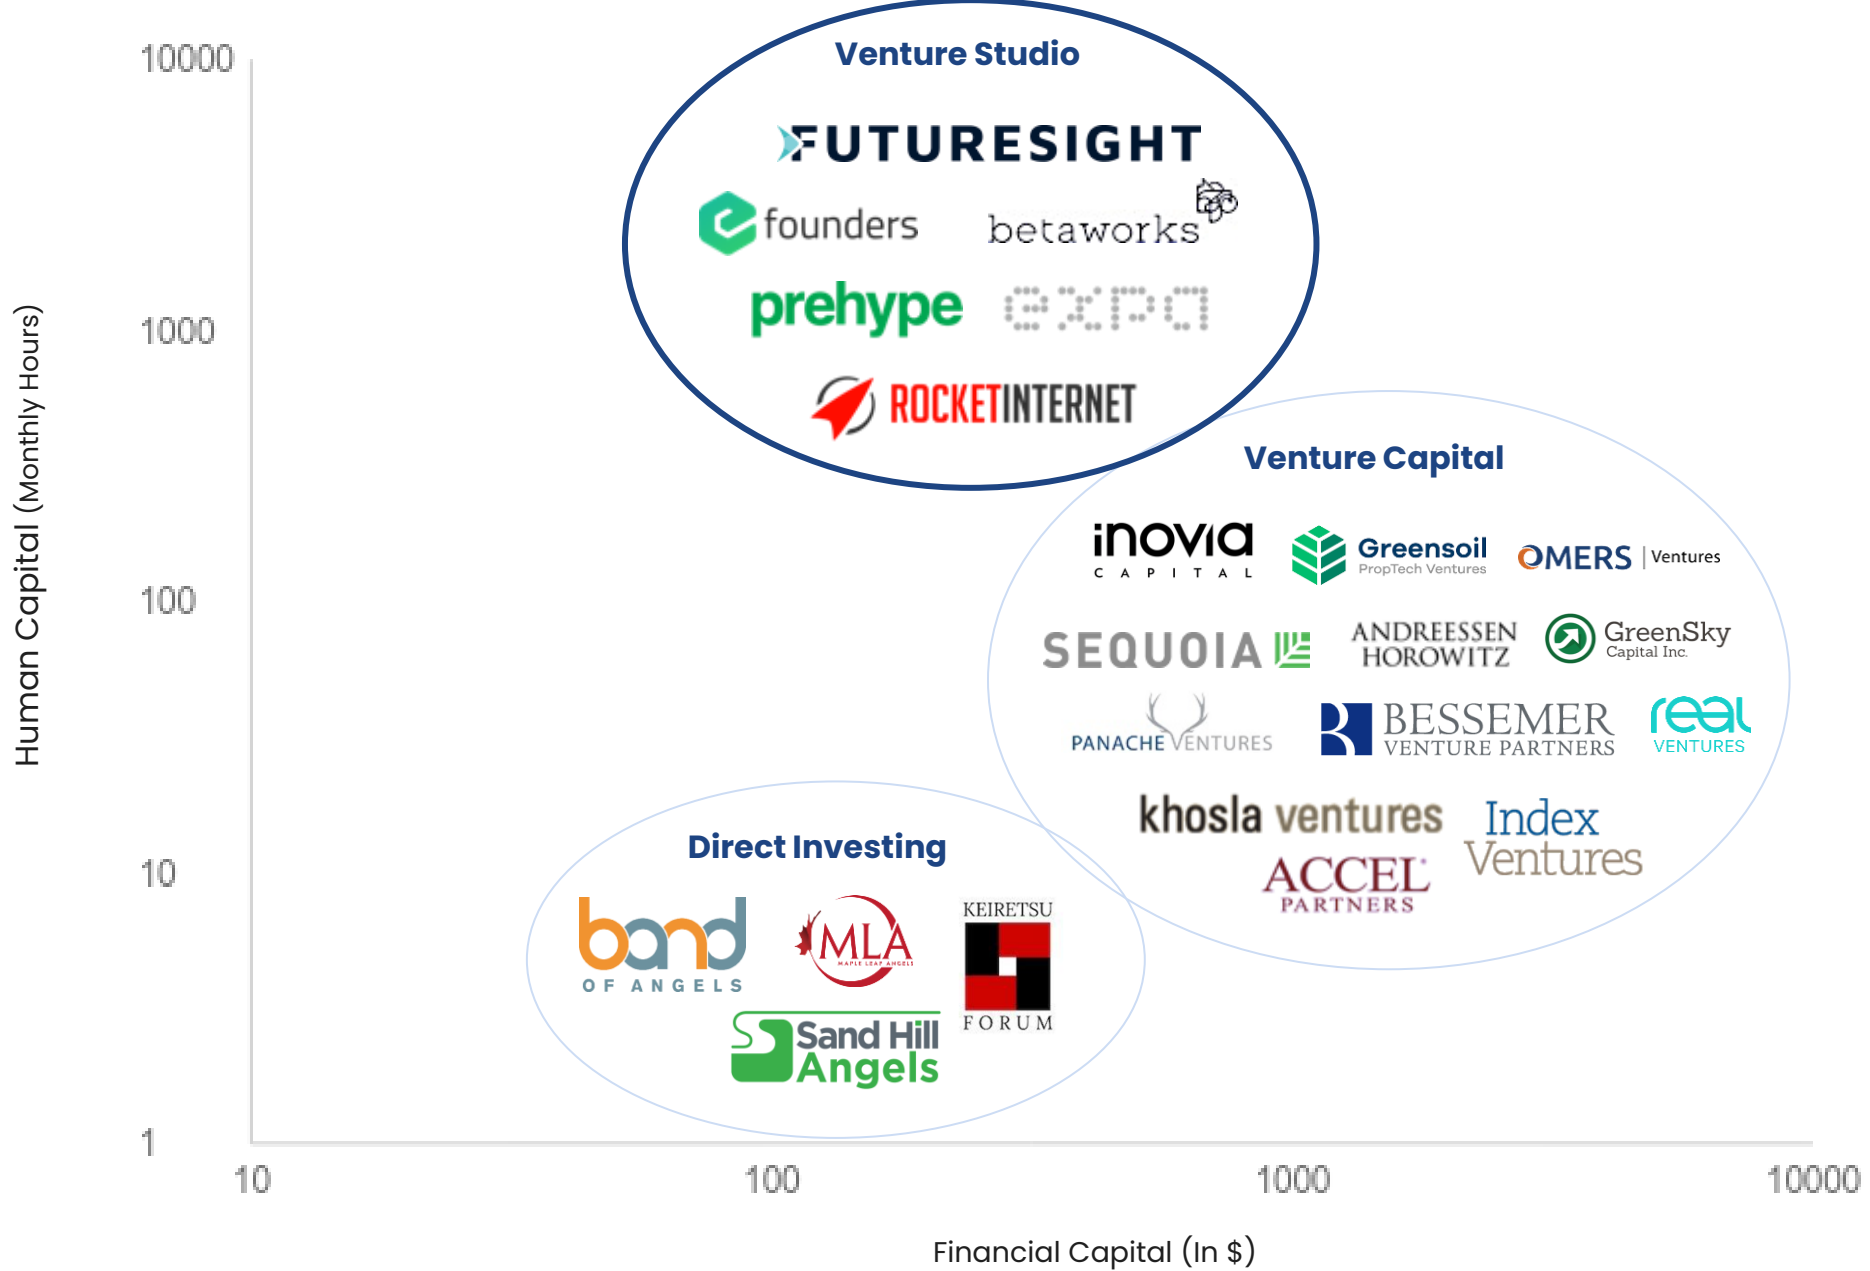 10000
1000
100
10
1
Human Capital (Monthly Hours)
Venture Studio
FUTURESIGHT
founders
betaworks
prehype
expa
ROCKETINTERNET
Venture Capital
inovia
CAPITAL
Greensoil
PropTech Ventures
OMERS | Ventures
SEQUOIA
ANDREESSEN
HOROWITZ
GreenSky
Capital Inc.
PANACHE VENTURES
BESSEMER
VENTURE PARTNERS
real
VENTURES
khosla ventures
Index
Ventures
ACCEL
PARTNERS
Direct Investing
band
OF ANGELS
MLA
MAPLE LEAF ANGELS
KEIRETSU
FORUM
Sand Hill
Angels
10 100 1000 10000
Financial Capital (In $)